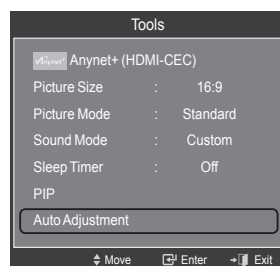 Tools
Anynet+ Anynet+ (HDMI-CEC)
Picture Size : 16:9
Picture Mode : Standard
Sound Mode : Custom
Sleep Timer : Off
PIP
Auto Adjustment
Move Enter Exit